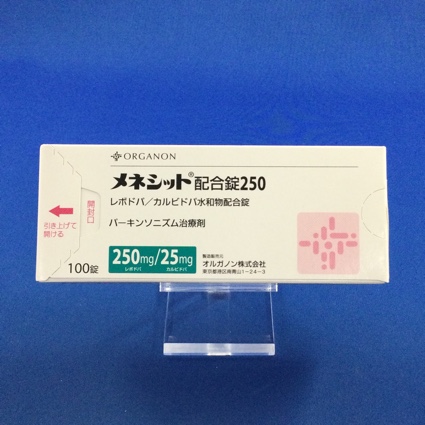 ORGANON
メネシット®配合錠250
レボドパ/カルビドパ水和物配合錠
パーキンソニズム治療剤
開封口
引き上げて
開ける
100錠
250mg/25mg
レボドパ カルビドパ
製造販売元
オルガノン株式会社
東京都港区南青山1-24-3